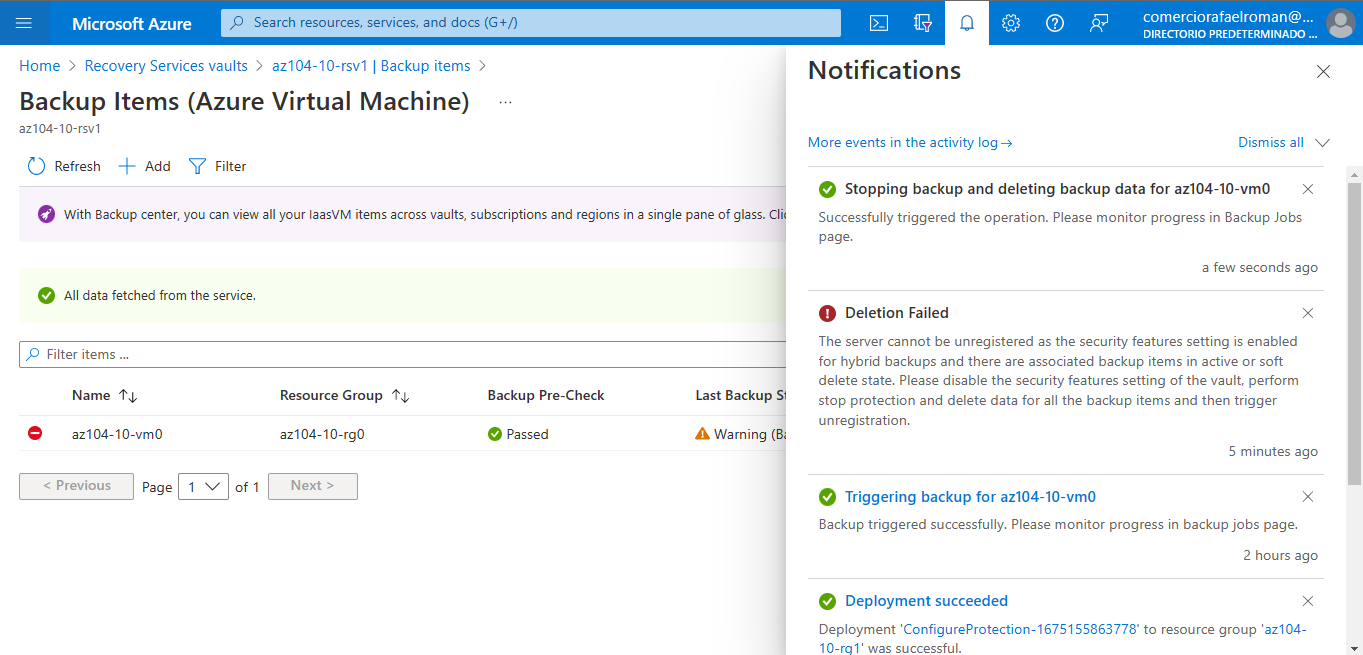 Microsoft Azure
Search resources, services, and docs (G+/)
comerciorafaelroman@...
DIRECTORIO PREDETERMINADO ...
Home > Recovery Services vaults > az104-10-rsv1 | Backup items >
Backup Items (Azure Virtual Machine) ...
az104-10-rsv1
Refresh Add Filter
With Backup center, you can view all your IaasVM items across vaults, subscriptions and regions in a single pane of glass. Clic
All data fetched from the service.
Filter items ...
Name Resource Group Backup Pre-Check Last Backup St
az104-10-vm0 az104-10-rg0 Passed Warning (Ba
< Previous Page 1 of 1 Next >
Notifications
More events in the activity log→ Dismiss all
Stopping backup and deleting backup data for az104-10-vm0
Successfully triggered the operation. Please monitor progress in Backup Jobs
page.
a few seconds ago
Deletion Failed
The server cannot be unregistered as the security features setting is enabled
for hybrid backups and there are associated backup items in active or soft
delete state. Please disable the security features setting of the vault, perform
stop protection and delete data for all the backup items and then trigger
unregistration.
5 minutes ago
Triggering backup for az104-10-vm0
Backup triggered successfully. Please monitor progress in backup jobs page.
2 hours ago
Deployment succeeded
Deployment 'ConfigureProtection-1675155863778' to resource group 'az104-
10-rg1' was successful.